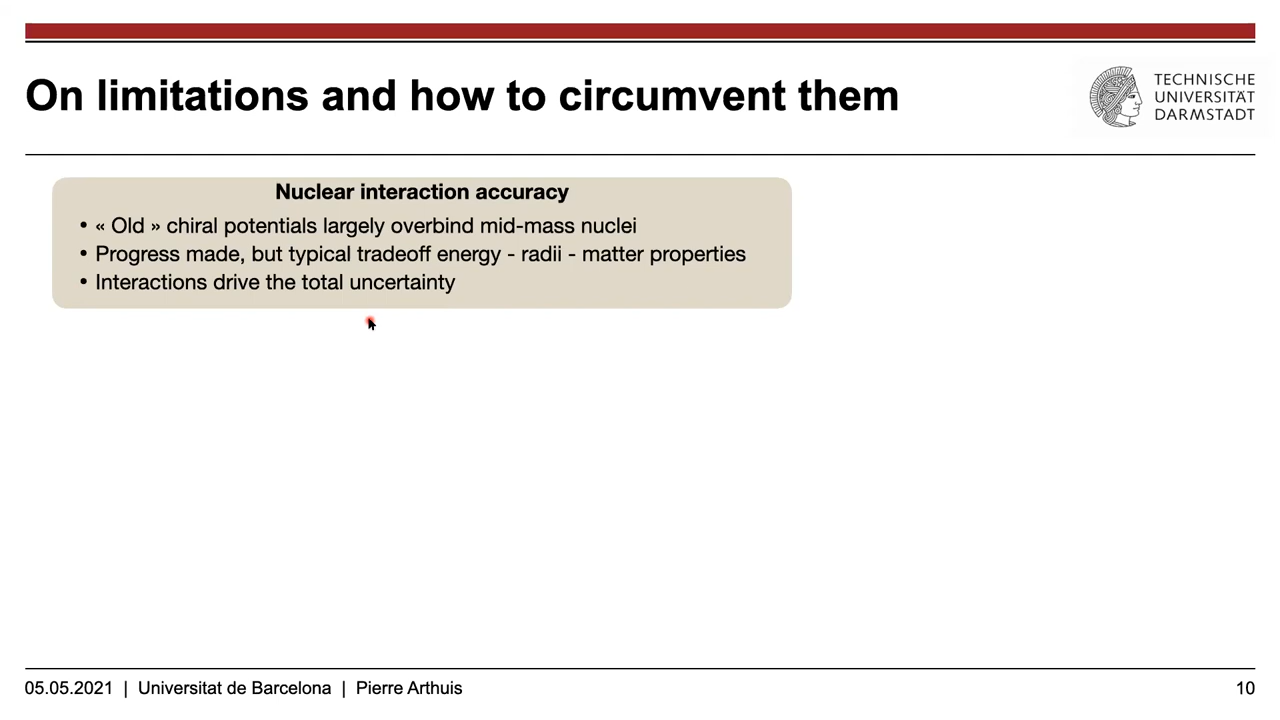 On limitations and how to circumvent them
TECHNISCHE
UNIVERSITÄT
DARMSTADT
Nuclear interaction accuracy
• « Old » chiral potentials largely overbind mid-mass nuclei
• Progress made, but typical tradeoff energy - radii - matter properties
• Interactions drive the total uncertainty
05.05.2021 | Universitat de Barcelona | Pierre Arthuis
10